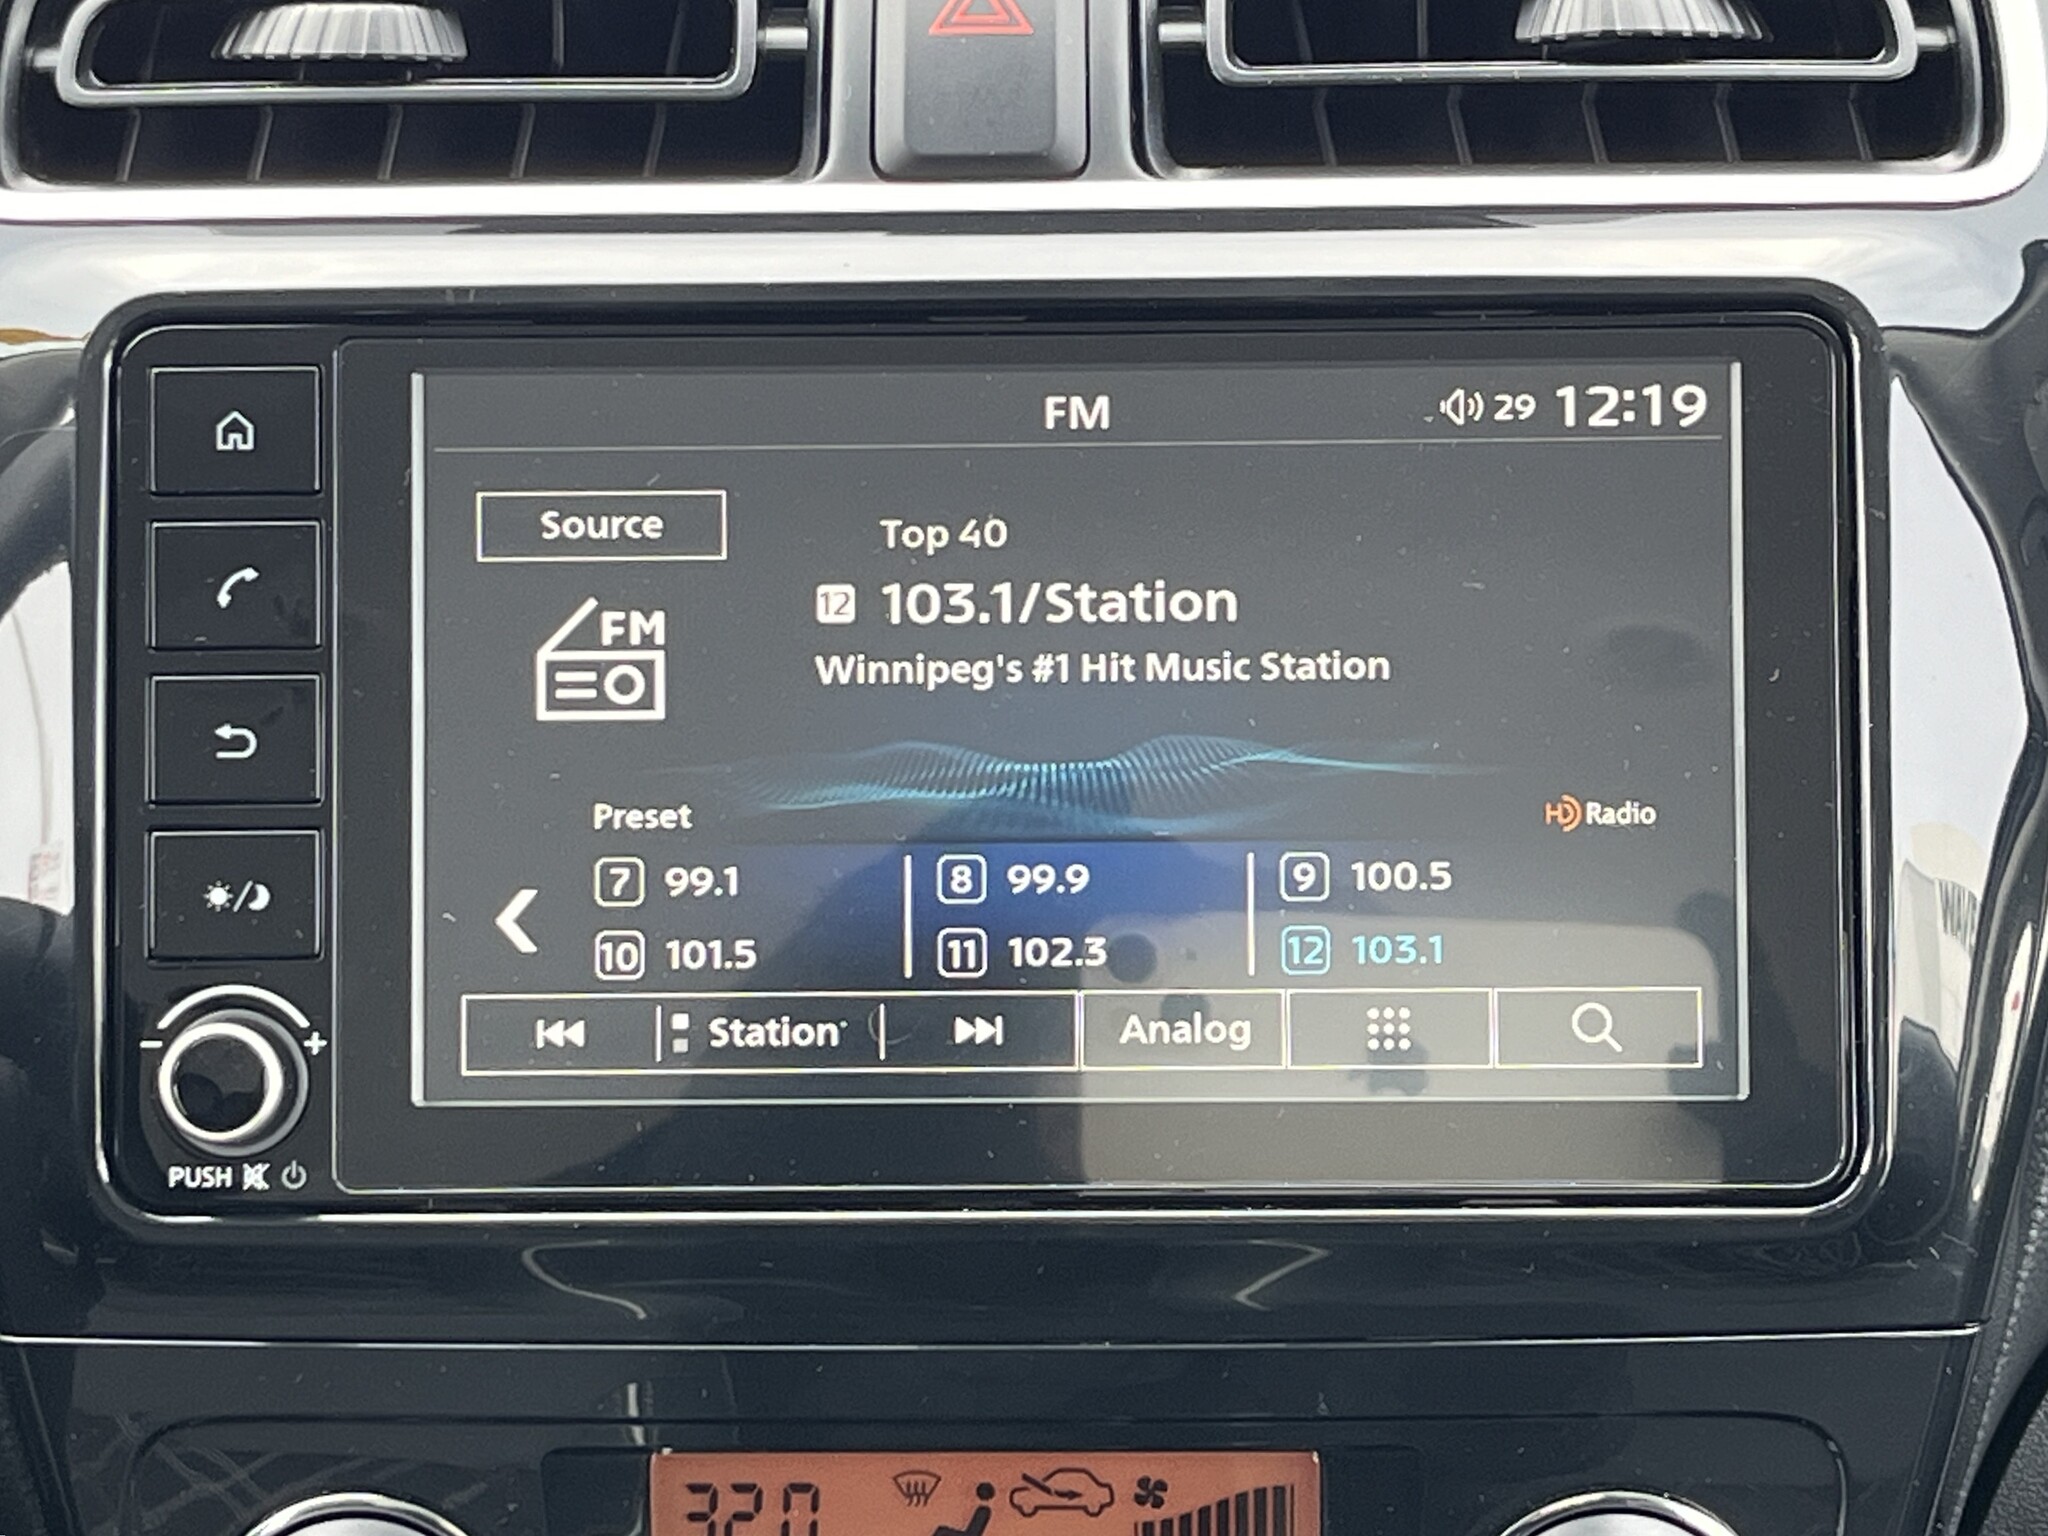 FM
29 12:19
Source
Top 40
12 103.1/Station
FM
Winnipeg's #1 Hit Music Station
Preset
HD Radio
7 99.1
8 99.9
9 100.5
10 101.5
11 102.3
12 103.1
Station
Analog
- +
PUSH
320